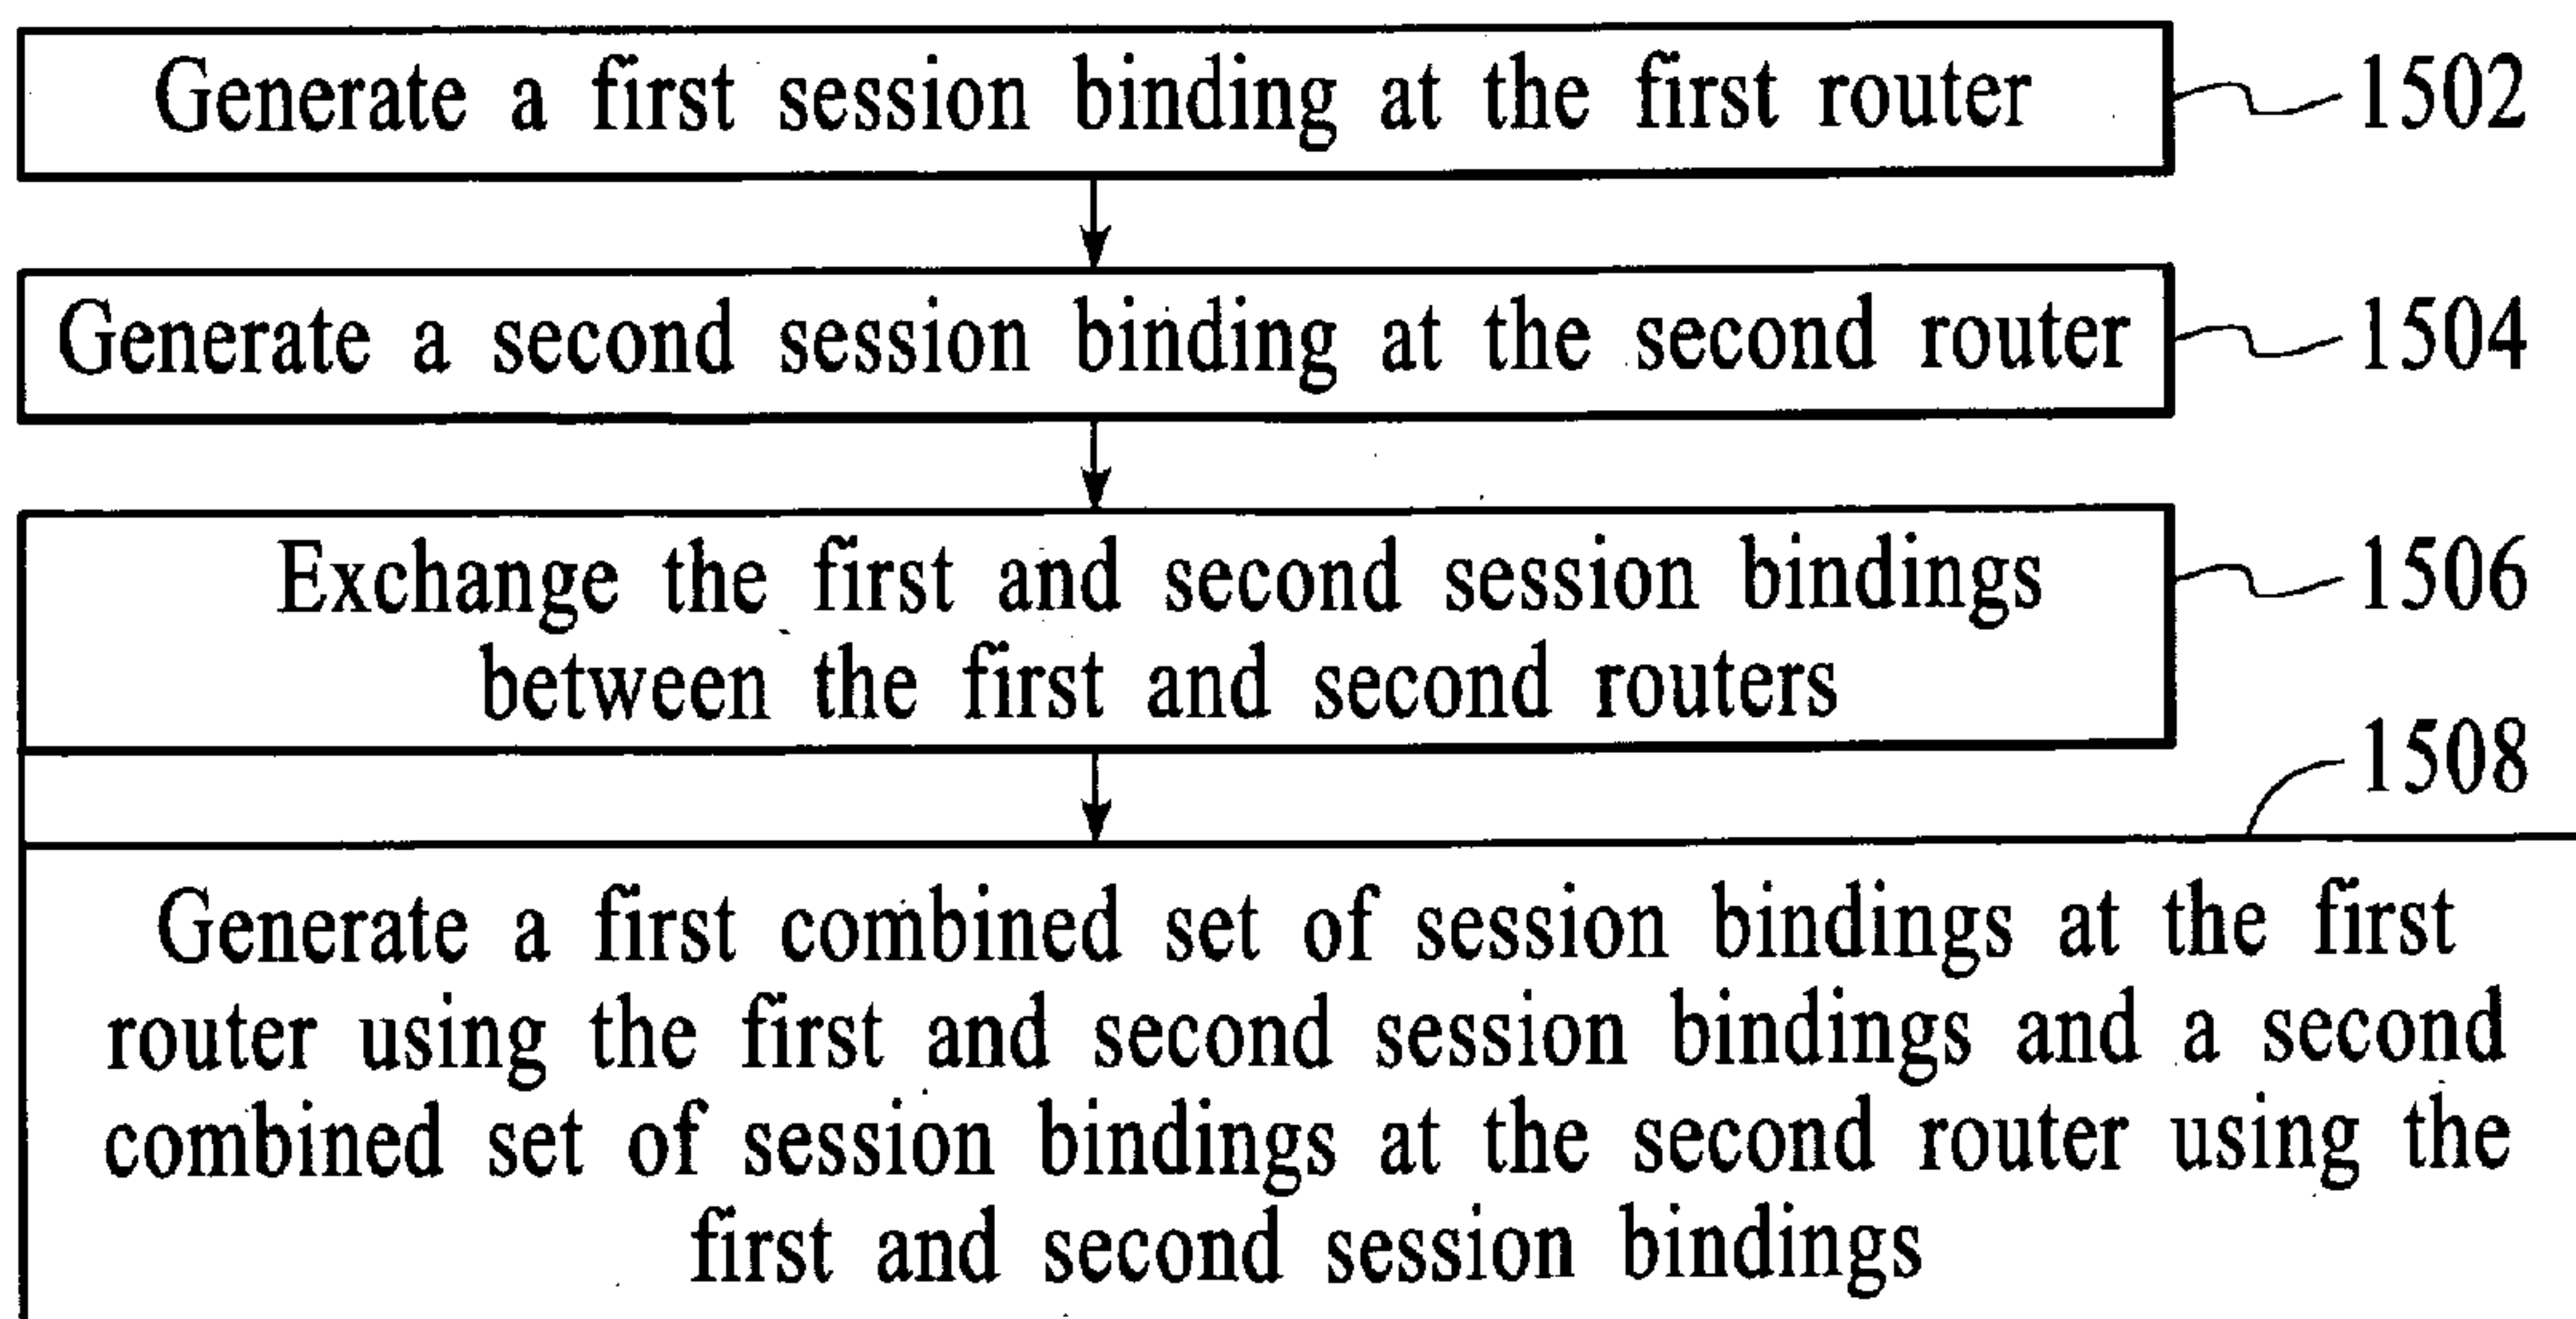 Generate a first session binding at the first router
1502
Generate a second session binding at the second router
1504
Exchange the first and second session bindings
between the first and second routers
1506
1508
Generate a first combined set of session bindings at the first
router using the first and second session bindings and a second
combined set of session bindings at the second router using the
first and second session bindings